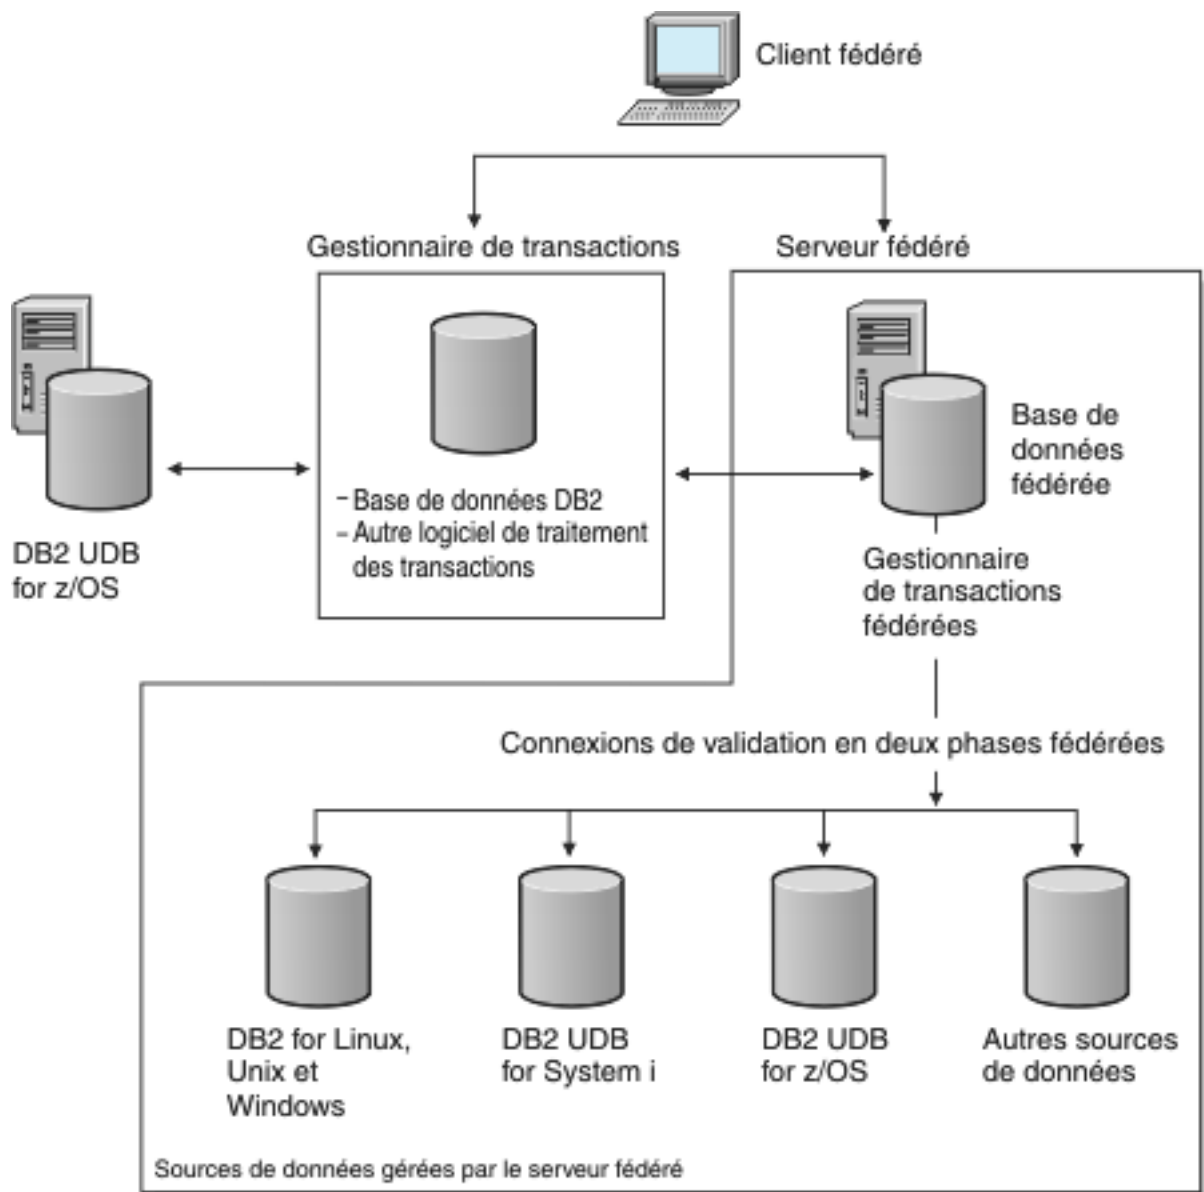 Client fédéré
Gestionnaire de transactions
Serveur fédéré
DB2 UDB
for z/OS
– Base de données DB2
– Autre logiciel de traitement
des transactions
Base de
données
fédérée
Gestionnaire
de transactions
fédérées
Connexions de validation en deux phases fédérées
DB2 for Linux,
Unix et
Windows
DB2 UDB
for System i
DB2 UDB
for z/OS
Autres sources
de données
Sources de données gérées par le serveur fédéré